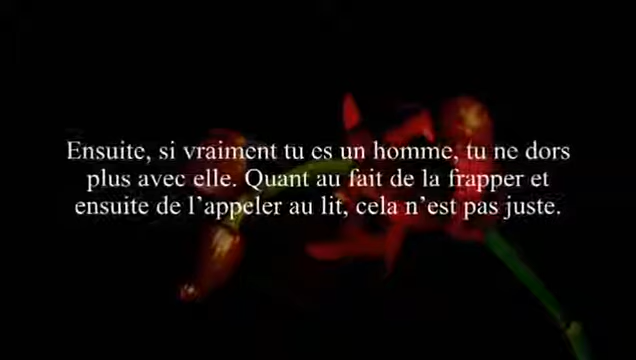 Ensuite, si vraiment tu es un homme, tu ne dors
plus avec elle. Quant au fait de la frapper et
ensuite de l’appeler au lit, cela n’est pas juste.